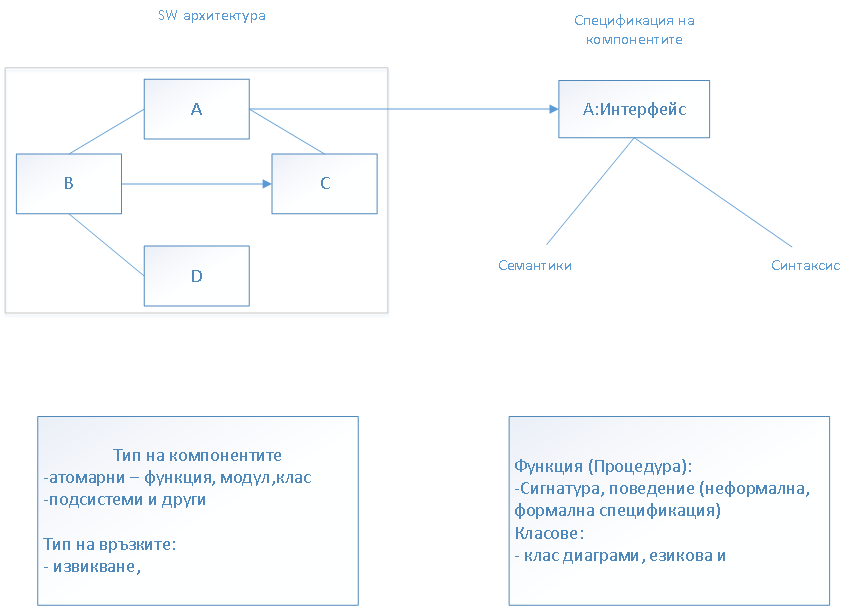 SW архитектура
Спецификация на
компонентите
A
A:Интерфейс
B
C
D
Семантики
Синтаксис
Тип на компонентите
-атомарни – функция, модул,клас
-подсистеми и други
Тип на връзките:
- извикване,
Функция (Процедура):
-Сигнатура, поведение (неформална,
формална спецификация)
Класове:
- клас диаграми, езикова и